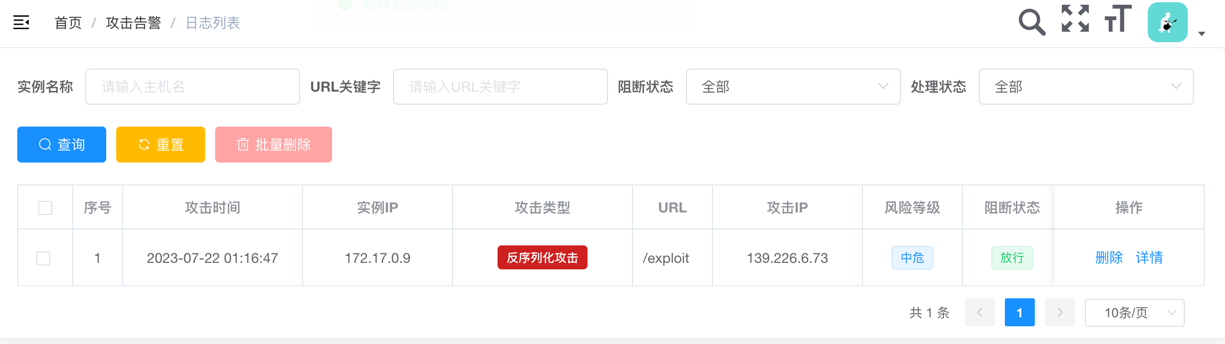 删除日志成功
首页 / 攻击告警 / 日志列表
实例名称 请输入主机名 URL关键字 请输入URL关键字 阻断状态 全部 处理状态 全部
查询 重置 批量删除
序号 攻击时间 实例IP 攻击类型 URL 攻击IP 风险等级 阻断状态 操作
1 2023-07-22 01:16:47 172.17.0.9 反序列化攻击 /exploit 139.226.6.73 中危 放行 删除 详情
共 1 条 1 10条/页